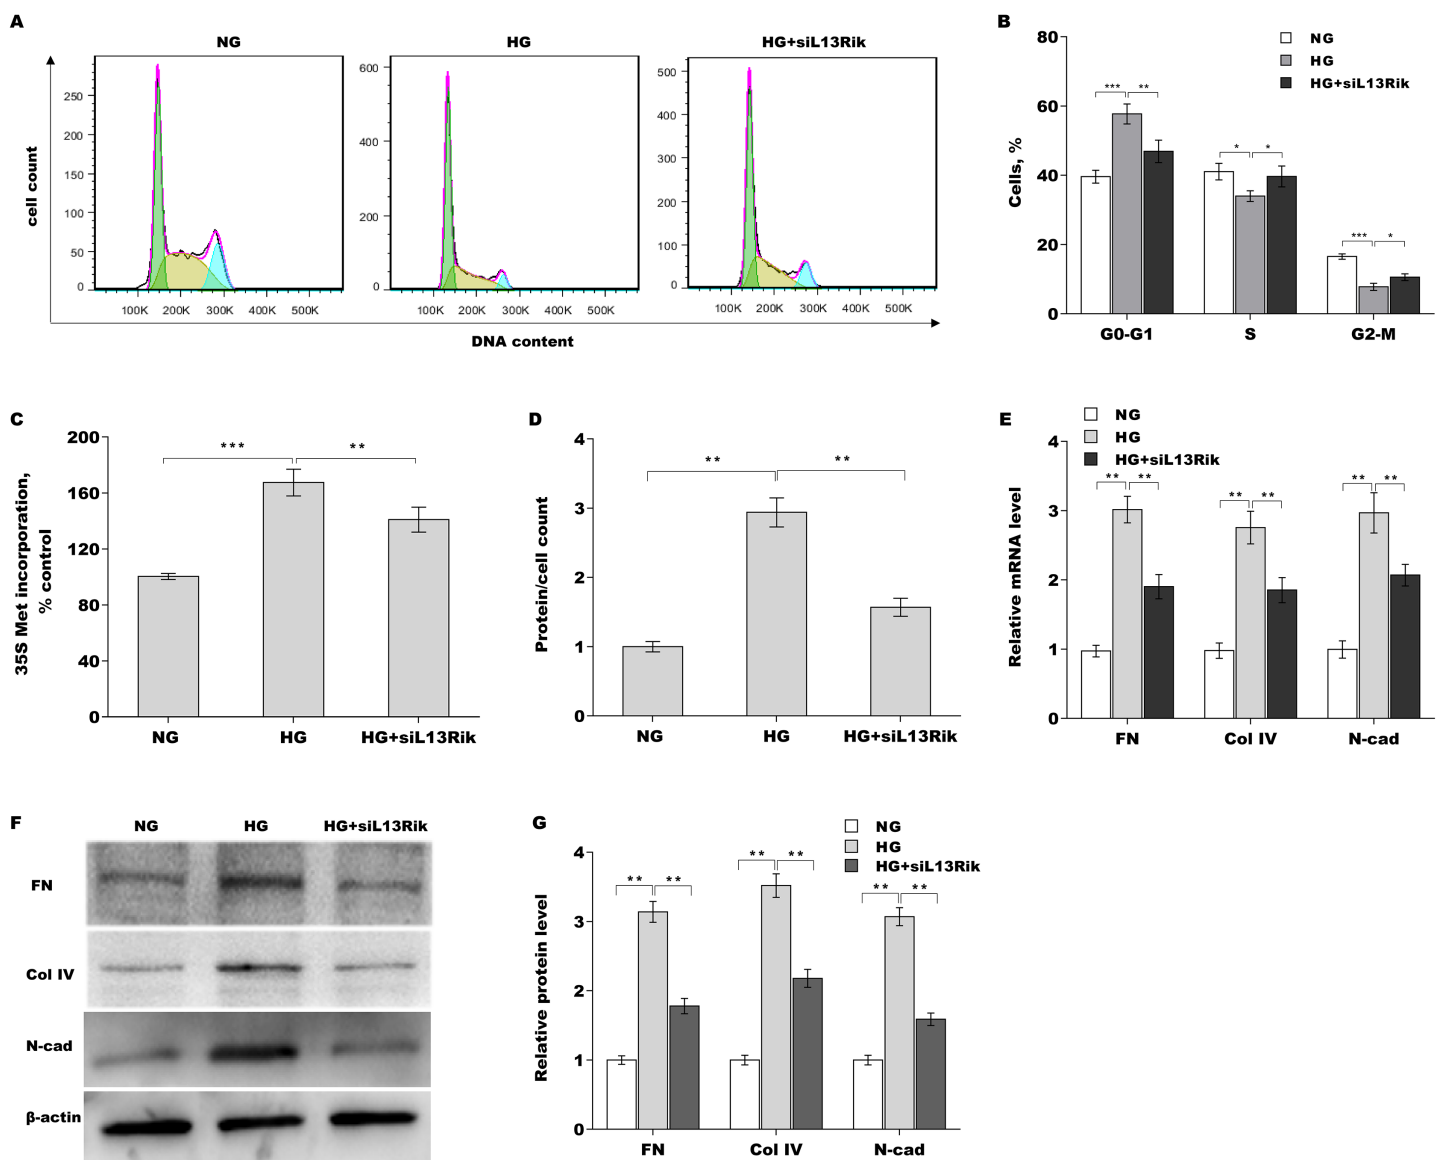 A
NG
HG
HG+siL13Rik
cell count
250
200
150
100
50
0
600
400
200
0
500
400
300
200
100
0
100K 200K 300K 400K 500K
100K 200K 300K 400K 500K
100K 200K 300K 400K 500K
DNA content
B
NG
HG
HG+siL13Rik
Cells, %
80
60
40
20
0
*** **
* *
*** *
G0-G1 S G2-M
C
35S Met incorporation,
% control
200
160
120
80
40
0
*** **
NG HG HG+siL13Rik
D
Protein/cell count
4
3
2
1
0
** **
NG HG HG+siL13Rik
E
NG
HG
HG+siL13Rik
Relative mRNA level
4
3
2
1
0
** **
** **
** **
FN Col IV N-cad
F
NG HG HG+siL13Rik
FN
Col IV
N-cad
β-actin
G
NG
HG
HG+siL13Rik
Relative protein level
4
3
2
1
0
** **
** **
** **
FN Col IV N-cad